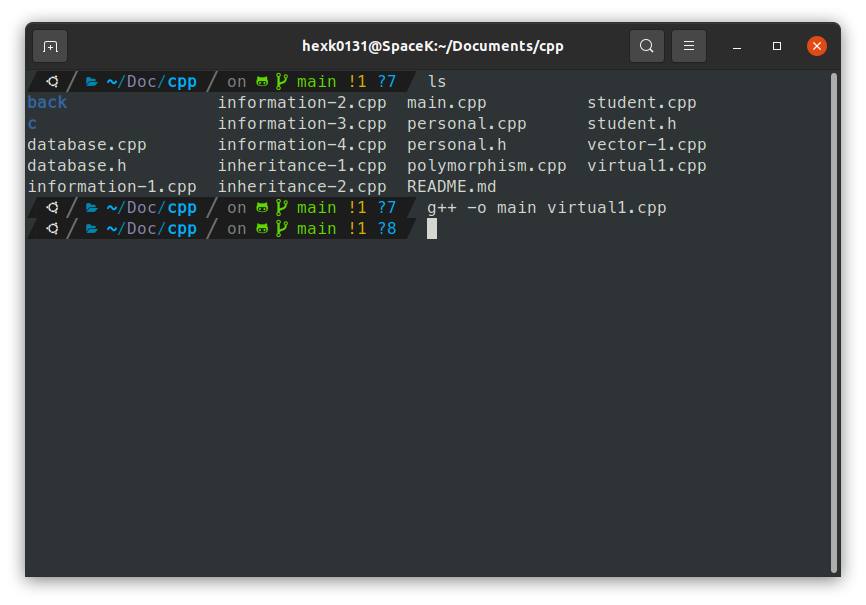 hexk0131@SpaceK:~/Documents/cpp
~/Doc/cpp on main !1 ?7 ls
back information-2.cpp main.cpp student.cpp
c information-3.cpp personal.cpp student.h
database.cpp information-4.cpp personal.h vector-1.cpp
database.h inheritance-1.cpp polymorphism.cpp virtual1.cpp
information-1.cpp inheritance-2.cpp README.md
~/Doc/cpp on main !1 ?7 g++ -o main virtual1.cpp
~/Doc/cpp on main !1 ?8